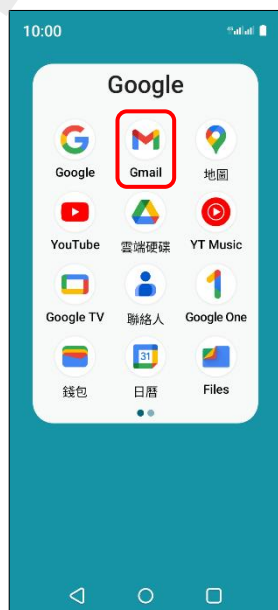 10:00
Google
Google Gmail 地圖
YouTube 雲端硬碟 YT Music
31
Google TV 聯絡人 Google One
錢包 日曆 Files